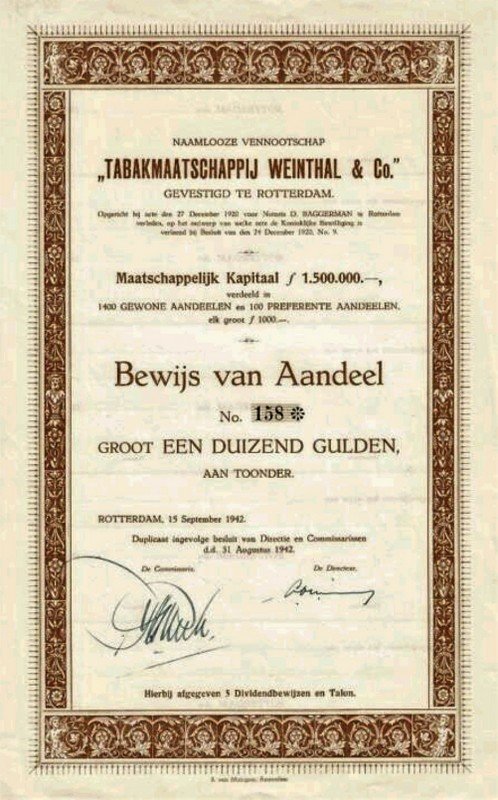 NAAMLOOZE VENNOOTSCHAP
„TABAKMAATSCHAPPIJ WEINTHAL & Co."
GEVESTIGD TE ROTTERDAM.
Opgericht bij acte den 27 December 1920 voor Notaris D. BAGGERMAN te Rotterdam
verleden, op het ontwerp van welke acte de Koninklijke Bewilliging is
verleend bij Besluit van den 24 December 1920, No. 9.
Maatschappelijk Kapitaal ƒ 1.500.000.—,
verdeeld in
1400 GEWONE AANDEELEN en 100 PREFERENTE AANDEELEN.
elk groot ƒ 1000.—.
Bewijs van Aandeel
No. 158 *
GROOT EEN DUIZEND GULDEN,
AAN TOONDER.
ROTTERDAM, 15 September 1942.
Duplicaat ingevolge besluit van Directie en Commissarissen
d.d. 31 Augustus 1942.
De Commissaris. De Directeur.
Hierbij afgegeven 5 Dividendbewijzen en Talon.